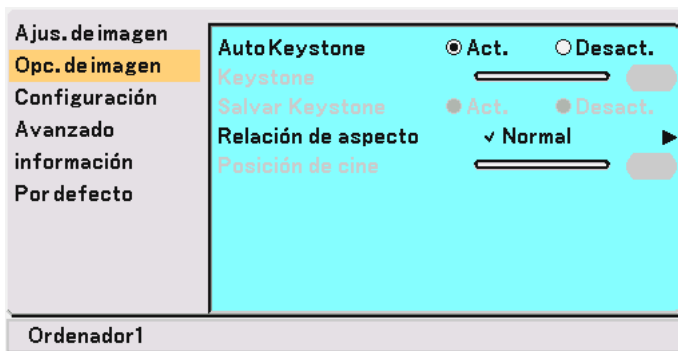 Ajus. de imagen
Opc. de imagen
Configuración
Avanzado
información
Por defecto
Auto Keystone Act. Desact.
Keystone
Salvar Keystone Act. Desact.
Relación de aspecto ✓ Normal ▶
Posición de cine
Ordenador1